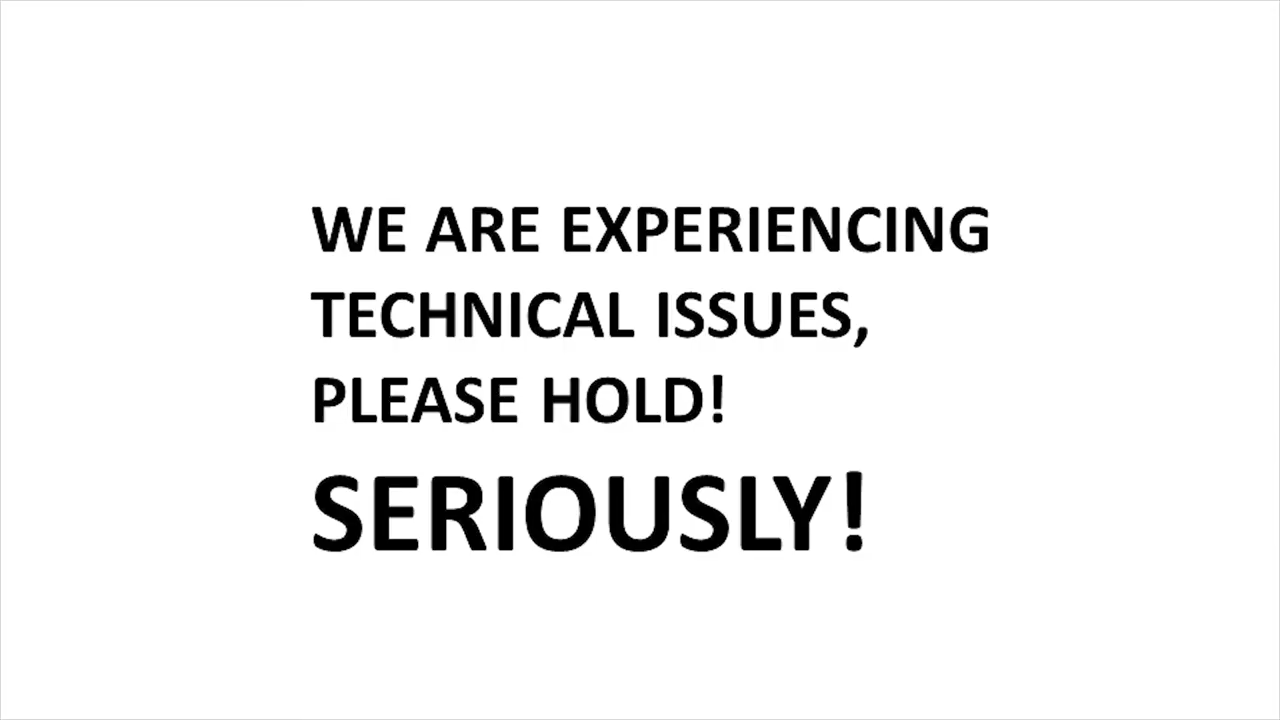 WE ARE EXPERIENCING
TECHNICAL ISSUES,
PLEASE HOLD!
SERIOUSLY!